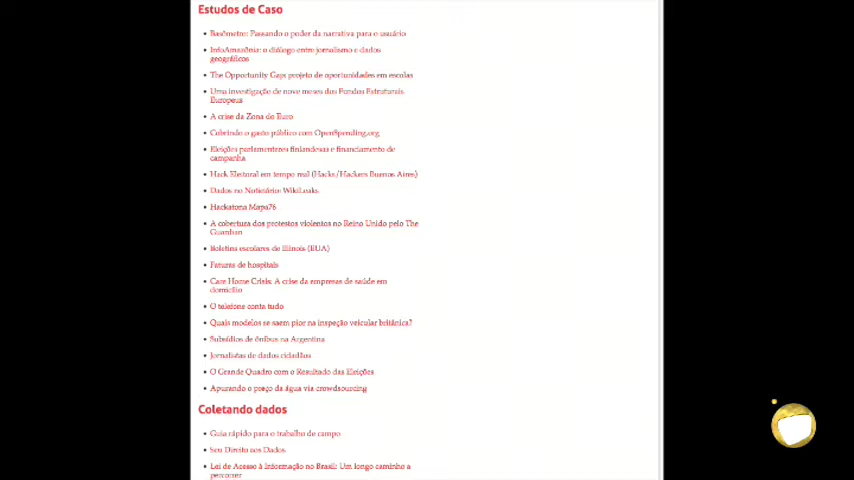 Estudos de Caso
Basômetro: Passando o poder da narrativa para o usuário
InfoAmazônia: o diálogo entre jornalismo e dados
geográficos
The Opportunity Gap: projeto de oportunidades em escolas
Uma investigação de nove meses dos Fundos Estruturais
Europeus
A crise da Zona do Euro
Cobrindo o gasto público com OpenSpending.org
Eleições parlamentares finlandesas e financiamento de
campanha
Hack Eleitoral em tempo real (Hacks/Hackers Buenos Aires)
Dados no Noticiário: WikiLeaks
Hackatona Mapa76
A cobertura dos protestos violentos no Reino Unido pelo The
Guardian
Boletins escolares de Illinois (EUA)
Faturas de hospitais
Care Home Crisis: A crise da empresas de saúde em
domicílio
O telefone conta tudo
Quais modelos se saem pior na inspeção veicular britânica?
Subsídios de ônibus na Argentina
Jornalistas de dados cidadãos
O Grande Quadro com o Resultado das Eleições
Apurando o preço da água via crowdsourcing
Coletando dados
Guia rápido para o trabalho de campo
Seu Direito aos Dados
Lei de Acesso à Informação no Brasil: Um longo caminho a
percorrer